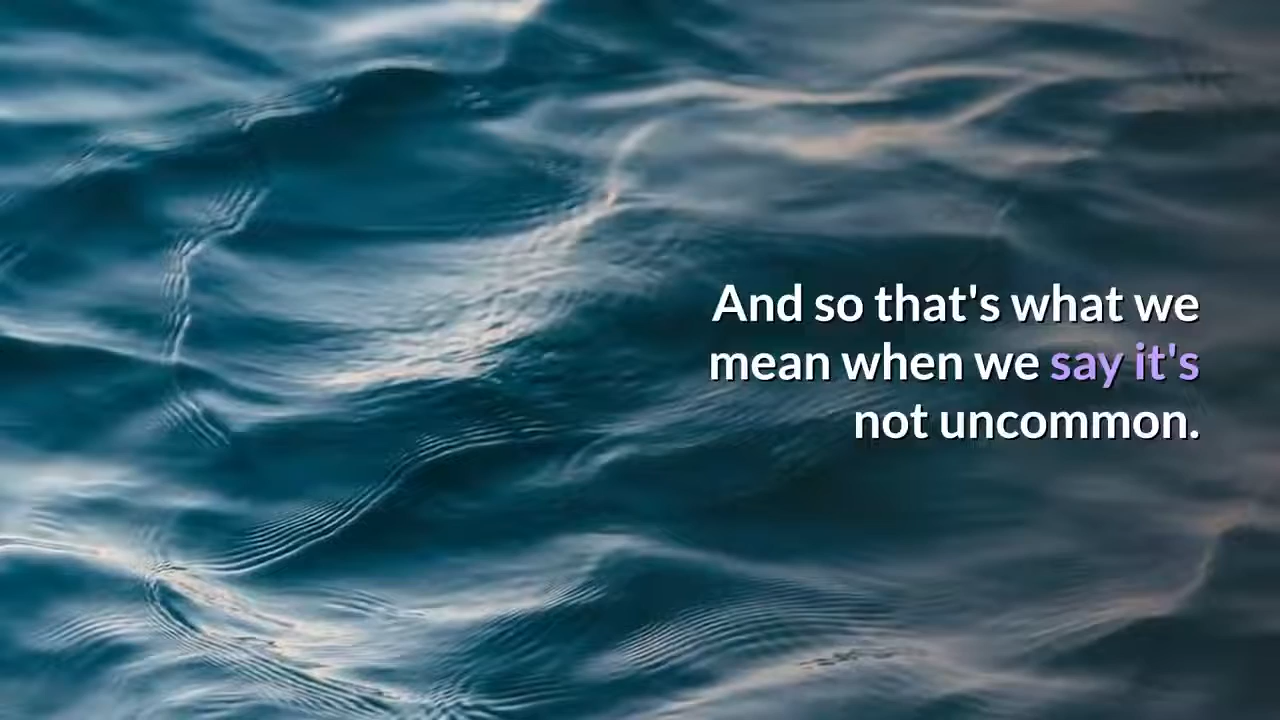 And so that's what we
mean when we say it's
not uncommon.